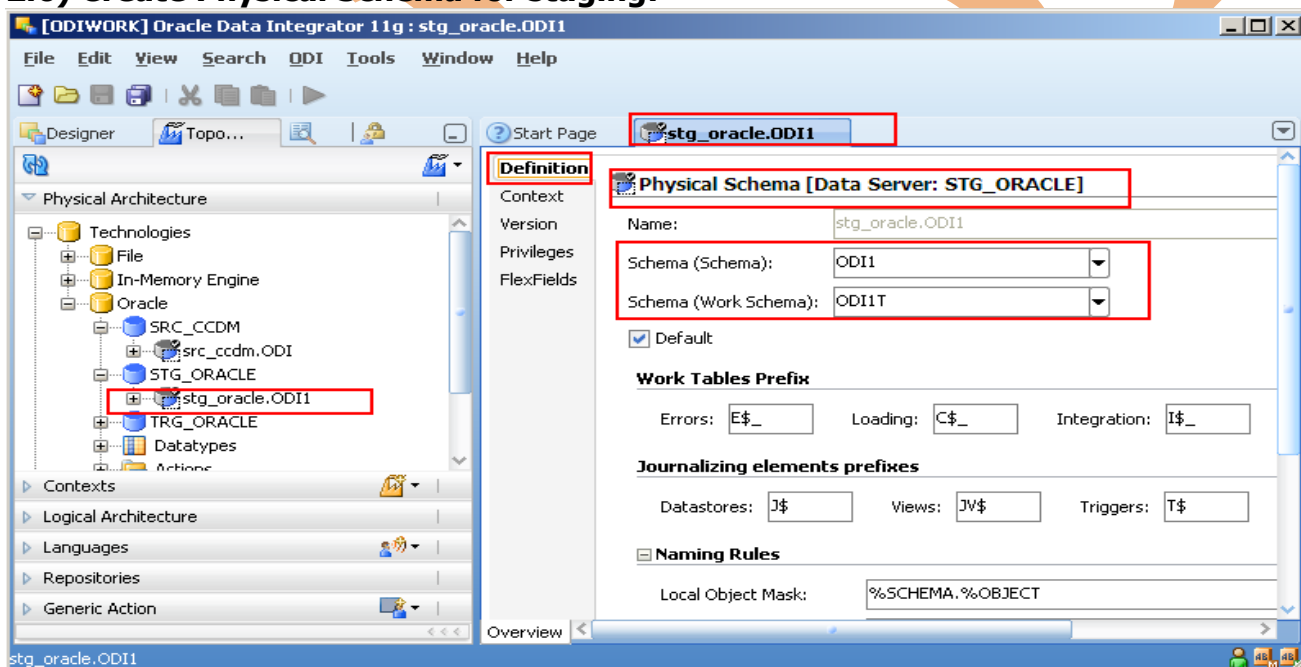 [ODIWORK] Oracle Data Integrator 11g : stg_oracle.ODI1
File Edit View Search ODI Tools Window Help
Designer Topo...
Start Page stg_oracle.ODI1
Physical Architecture
Technologies
File
In-Memory Engine
Oracle
SRC_CCDM
src_ccdm.ODI
STG_ORACLE
stg_oracle.ODI1
TRG_ORACLE
Datatypes
Actions
Contexts
Logical Architecture
Languages
Repositories
Generic Action
Definition
Context
Version
Privileges
FlexFields
Physical Schema [Data Server: STG_ORACLE]
Name: stg_oracle.ODI1
Schema (Schema): ODI1
Schema (Work Schema): ODI1T
Default
Work Tables Prefix
Errors: E$_ Loading: C$_ Integration: I$_
Journalizing elements prefixes
Datastores: J$ Views: JV$ Triggers: T$
Naming Rules
Local Object Mask: %SCHEMA.%OBJECT
Overview
stg_oracle.ODI1